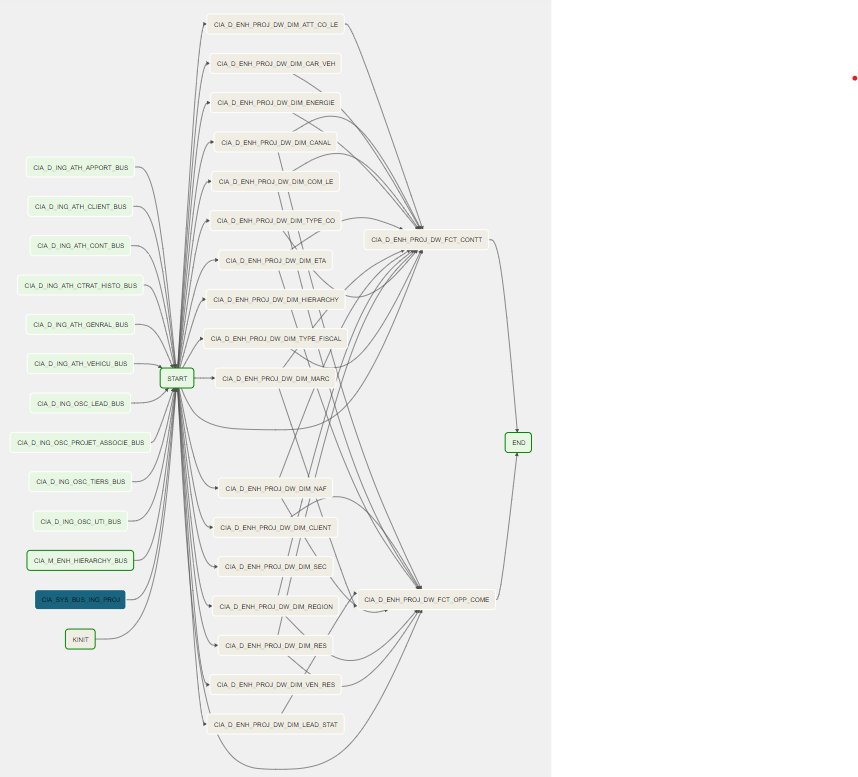 CIA_D_ENH_PROJ_DW_DIM_ATT_CO_LE
CIA_D_ENH_PROJ_DW_DIM_CAR_VEH
CIA_D_ENH_PROJ_DW_DIM_ENERGIE
CIA_D_ENH_PROJ_DW_DIM_CANAL
CIA_D_ING_ATH_APPORT_BUS
CIA_D_ENH_PROJ_DW_DIM_COM_LE
CIA_D_ING_ATH_CLIENT_BUS
CIA_D_ENH_PROJ_DW_DIM_TYPE_CO
CIA_D_ING_ATH_CONT_BUS
CIA_D_ENH_PROJ_DW_FCT_CONTT
CIA_D_ENH_PROJ_DW_DIM_ETA
CIA_D_ING_ATH_CTRAT_HISTO_BUS
CIA_D_ENH_PROJ_DW_DIM_HIERARCHY
CIA_D_ING_ATH_GENRAL_BUS
CIA_D_ENH_PROJ_DW_DIM_TYPE_FISCAL
CIA_D_ING_ATH_VEHICU_BUS
START
CIA_D_ENH_PROJ_DW_DIM_MARC
CIA_D_ING_OSC_LEAD_BUS
CIA_D_ING_OSC_PROJET_ASSOCIE_BUS
END
CIA_D_ING_OSC_TIERS_BUS
CIA_D_ENH_PROJ_DW_DIM_NAF
CIA_D_ING_OSC_UTI_BUS
CIA_D_ENH_PROJ_DW_DIM_CLIENT
CIA_M_ENH_HIERARCHY_BUS
CIA_D_ENH_PROJ_DW_DIM_SEC
CIA_SYS_BUS_ING_PROJ
CIA_D_ENH_PROJ_DW_DIM_REGION
CIA_D_ENH_PROJ_DW_FCT_OPP_COME
KINIT
CIA_D_ENH_PROJ_DW_DIM_RES
CIA_D_ENH_PROJ_DW_DIM_VEN_RES
CIA_D_ENH_PROJ_DW_DIM_LEAD_STAT